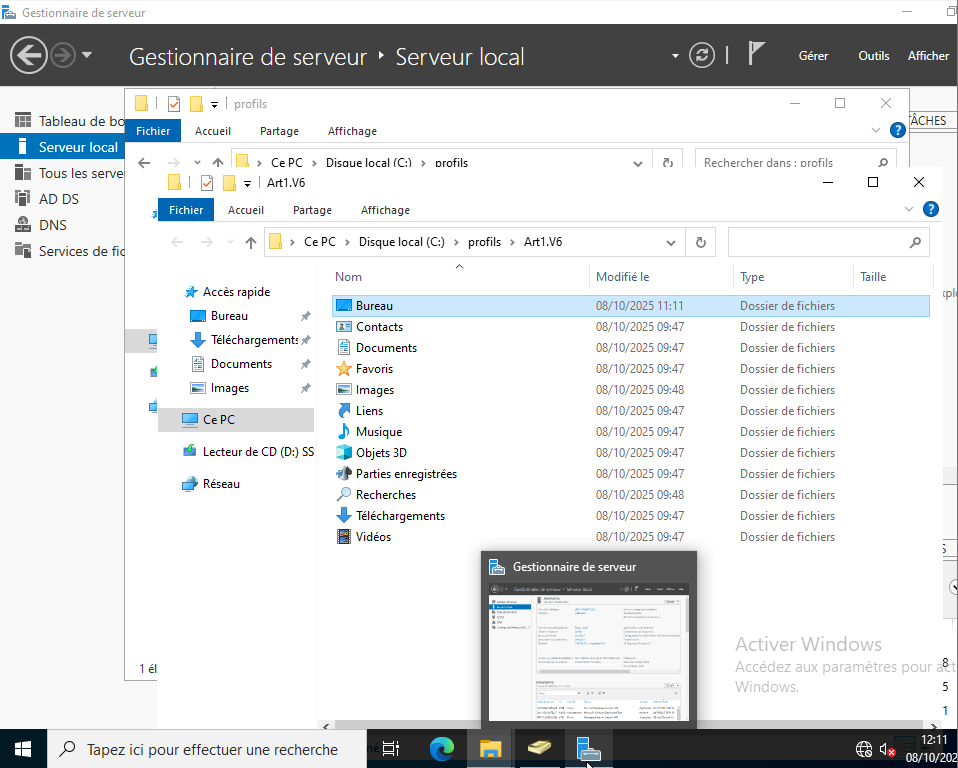 Gestionnaire de serveur
Gestionnaire de serveur ‣ Serveur local
Gérer Outils Afficher
Tableau de bo
Serveur local
Tous les serve
AD DS
DNS
Services de fic
profils
Fichier Accueil Partage Affichage
Ce PC › Disque local (C:) › profils
Rechercher dans : profils
TÂCHES
Art1.V6
Fichier Accueil Partage Affichage
Ce PC › Disque local (C:) › profils › Art1.V6
Nom Modifié le Type Taille
Accès rapide
Bureau
Téléchargements
Documents
Images
Ce PC
Lecteur de CD (D:) SS
Réseau
Bureau 08/10/2025 11:11 Dossier de fichiers
Contacts 08/10/2025 09:47 Dossier de fichiers
Documents 08/10/2025 09:47 Dossier de fichiers
Favoris 08/10/2025 09:47 Dossier de fichiers
Images 08/10/2025 09:48 Dossier de fichiers
Liens 08/10/2025 09:47 Dossier de fichiers
Musique 08/10/2025 09:47 Dossier de fichiers
Objets 3D 08/10/2025 09:47 Dossier de fichiers
Parties enregistrées 08/10/2025 09:47 Dossier de fichiers
Recherches 08/10/2025 09:48 Dossier de fichiers
Téléchargements 08/10/2025 09:47 Dossier de fichiers
Vidéos 08/10/2025 09:47 Dossier de fichiers
Gestionnaire de serveur
1 él
Activer Windows
Accédez aux paramètres pour act
Windows.
8
5
1
Tapez ici pour effectuer une recherche
12:11
08/10/202